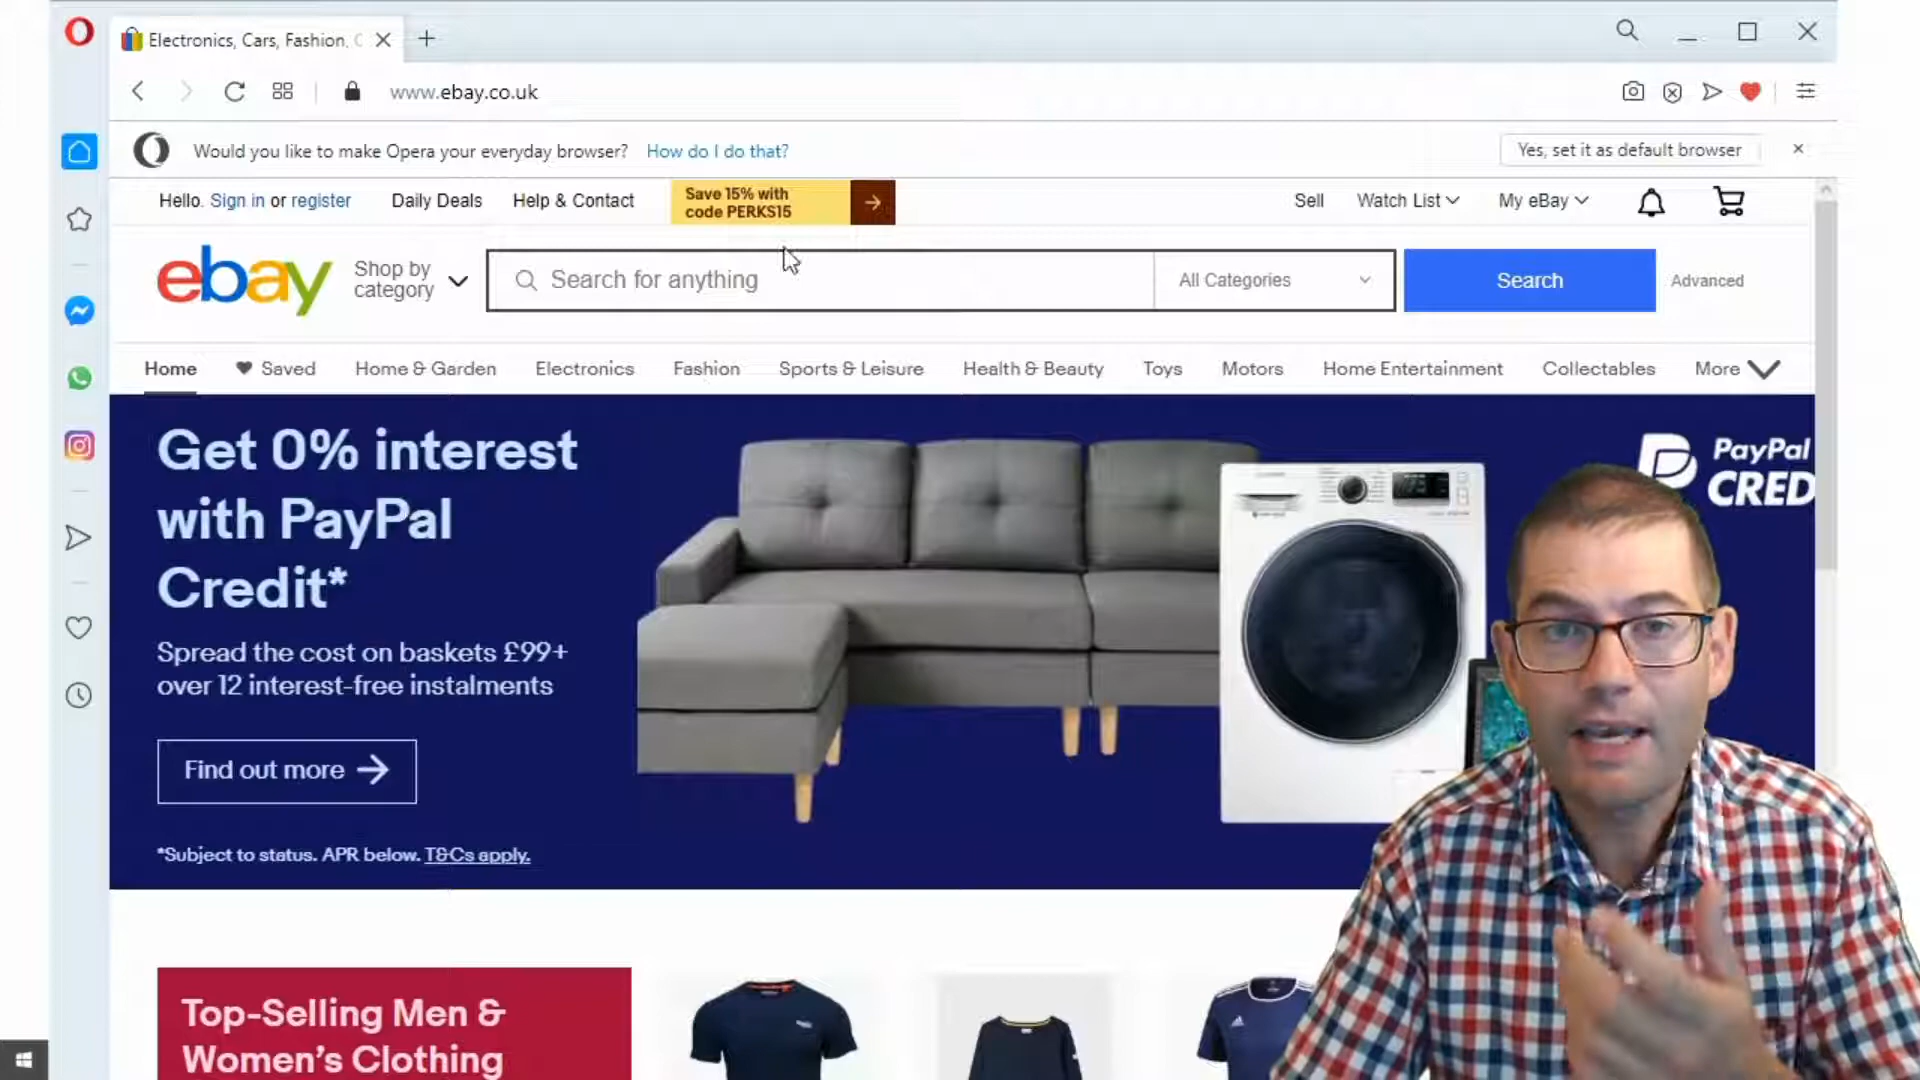 Electronics, Cars, Fashion,
www.ebay.co.uk
Would you like to make Opera your everyday browser? How do I do that? Yes, set it as default browser
Hello. Sign in or register Daily Deals Help & Contact
Save 15% with
code PERKS15
Sell Watch List My eBay
ebay
Shop by
category
Search for anything
All Categories
Search
Advanced
Home Saved Home & Garden Electronics Fashion Sports & Leisure Health & Beauty Toys Motors Home Entertainment Collectables More
Get 0% interest
with PayPal
Credit*
PayPal
CRED
Spread the cost on baskets £99+
over 12 interest-free instalments
Find out more
*Subject to status. APR below. T&Cs apply.
Top-Selling Men &
Women's Clothing